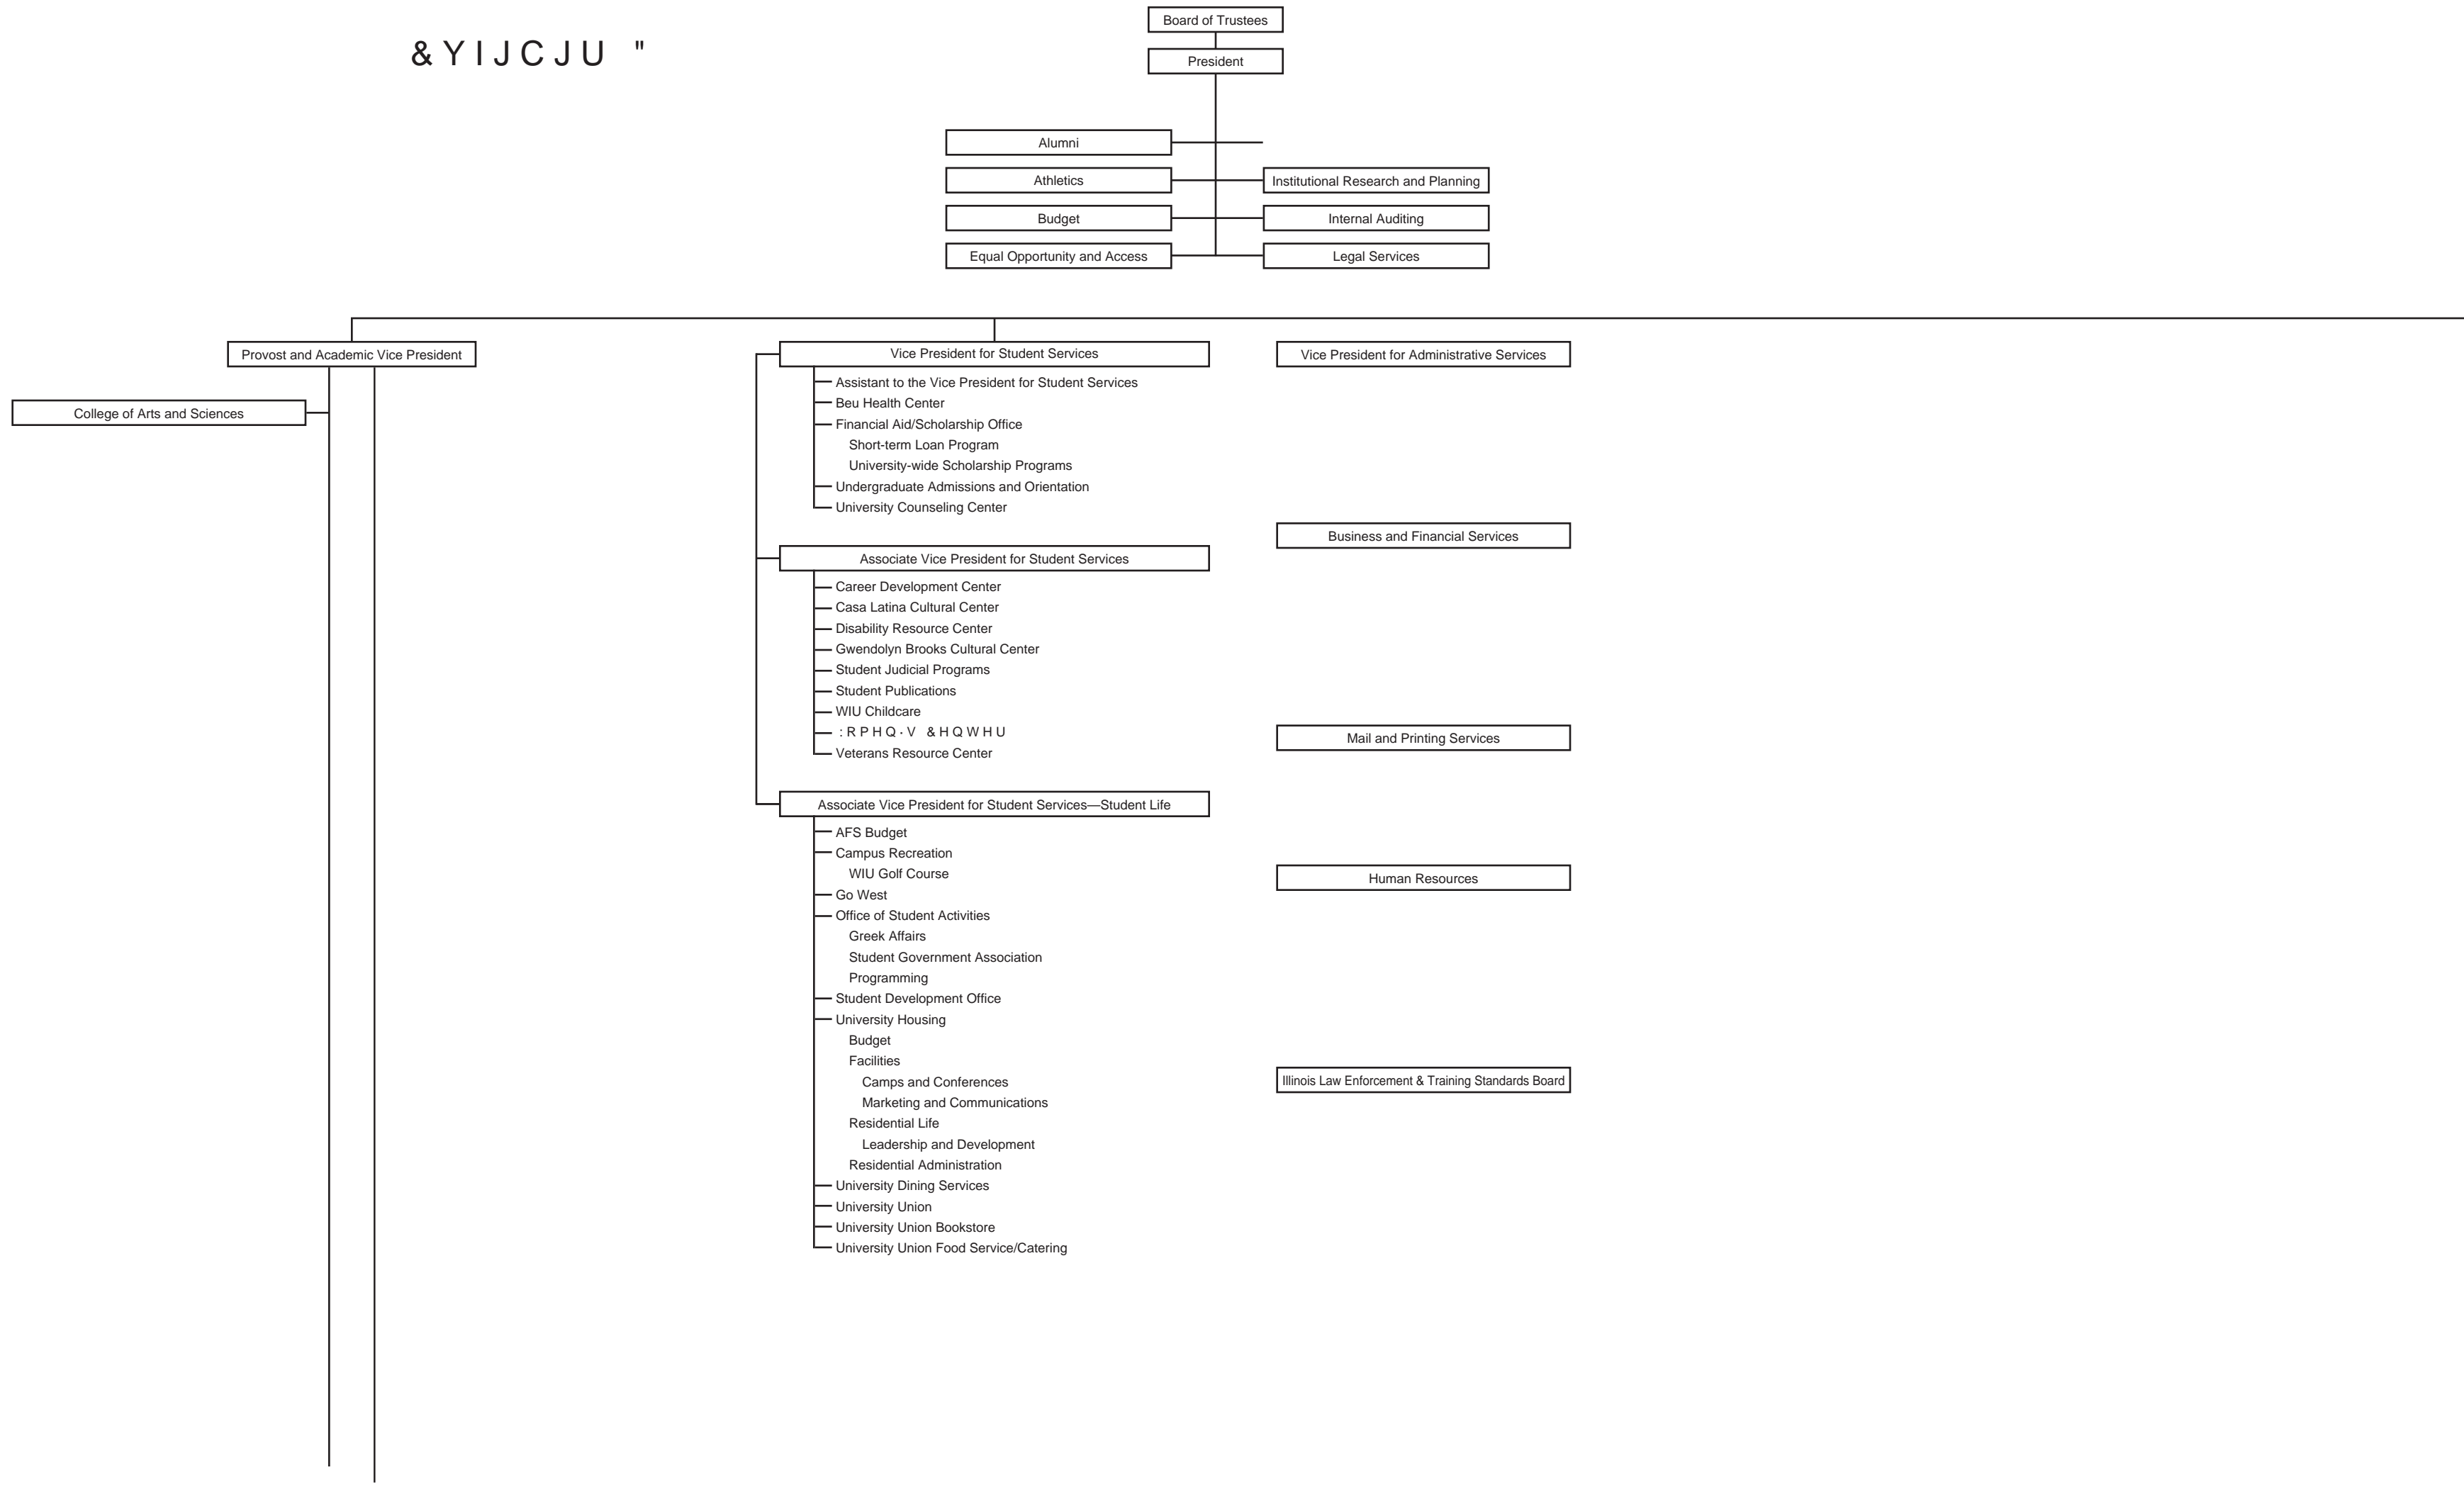 Board of Trustees
&YIJCJU "
President
Alumni
Athletics
Institutional Research and Planning
Budget
Internal Auditing
Equal Opportunity and Access
Legal Services
Provost and Academic Vice President
College of Arts and Sciences
Vice President for Student Services
Assistant to the Vice President for Student Services
Beu Health Center
Financial Aid/Scholarship Office
Short-term Loan Program
University-wide Scholarship Programs
Undergraduate Admissions and Orientation
University Counseling Center
Associate Vice President for Student Services
Career Development Center
Casa Latina Cultural Center
Disability Resource Center
Gwendolyn Brooks Cultural Center
Student Judicial Programs
Student Publications
WIU Childcare
:RPHQ·V &HQWHU
Veterans Resource Center
Associate Vice President for Student Services—Student Life
AFS Budget
Campus Recreation
WIU Golf Course
Go West
Office of Student Activities
Greek Affairs
Student Government Association
Programming
Student Development Office
University Housing
Budget
Facilities
Camps and Conferences
Marketing and Communications
Residential Life
Leadership and Development
Residential Administration
University Dining Services
University Union
University Union Bookstore
University Union Food Service/Catering
Vice President for Administrative Services
Business and Financial Services
Mail and Printing Services
Human Resources
Illinois Law Enforcement & Training Standards Board